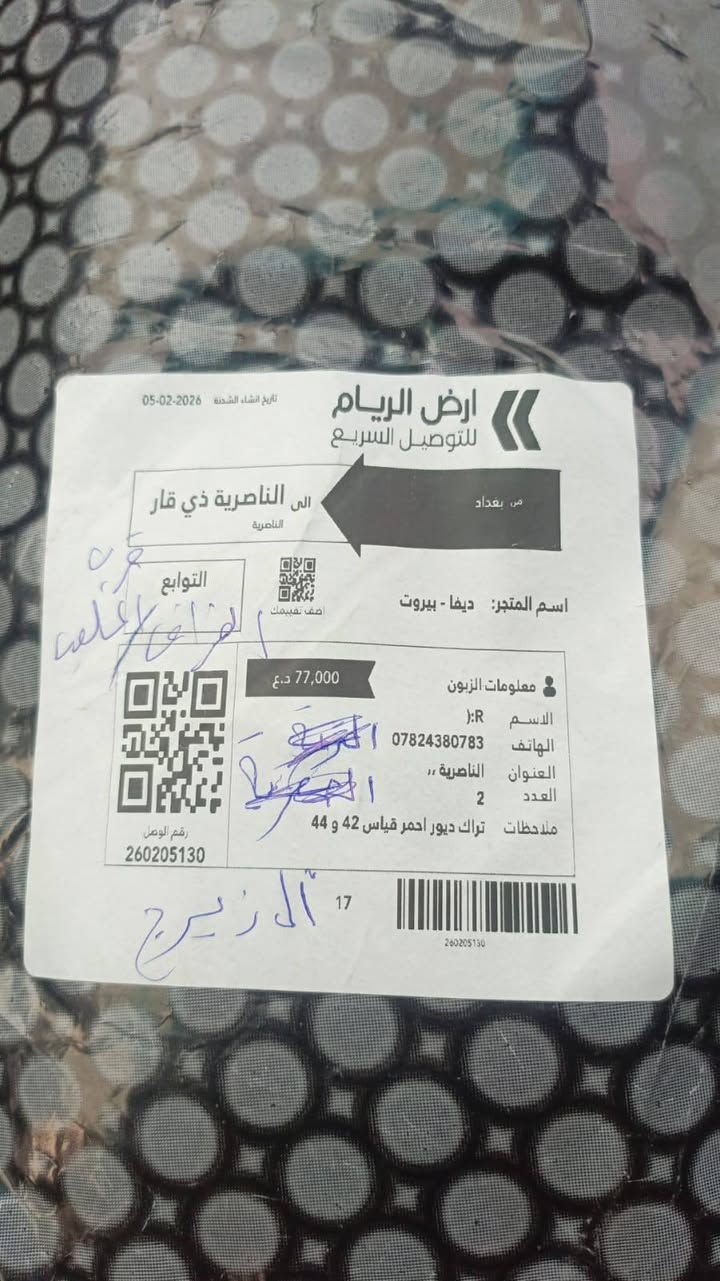 ارض الريام
للتوصيل السريع
تاريخ انشاء الشحنة 05-02-2026
من بغداد
الى الناصرية ذي قار
الناصرية
اسم المتجر: ديفا - بيروت
اضف تقييمك
التوابع
قرب
معلومات الزبون
77,000 د.ع
الاسم R:(
الهاتف 07824380783
العنوان الناصرية ,,
العدد 2
ملاحظات تراك ديور احمر قياس 42 و 44
رقم الوصل
260205130
17
260205130